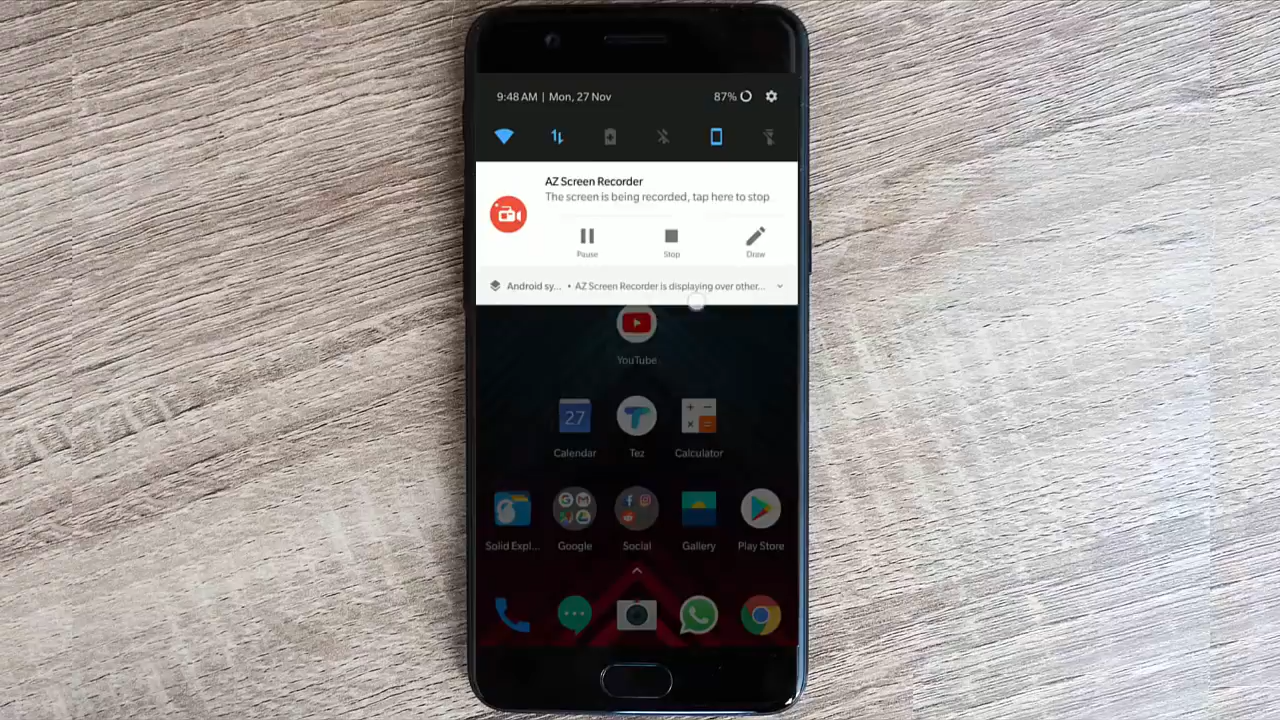 9:48 AM | Mon, 27 Nov 87%
AZ Screen Recorder
The screen is being recorded, tap here to stop
Pause Stop Draw
Android sy... • AZ Screen Recorder is displaying over other...
YouTube
27
Calendar Tez Calculator
Solid Expl... Google Social Gallery Play Store